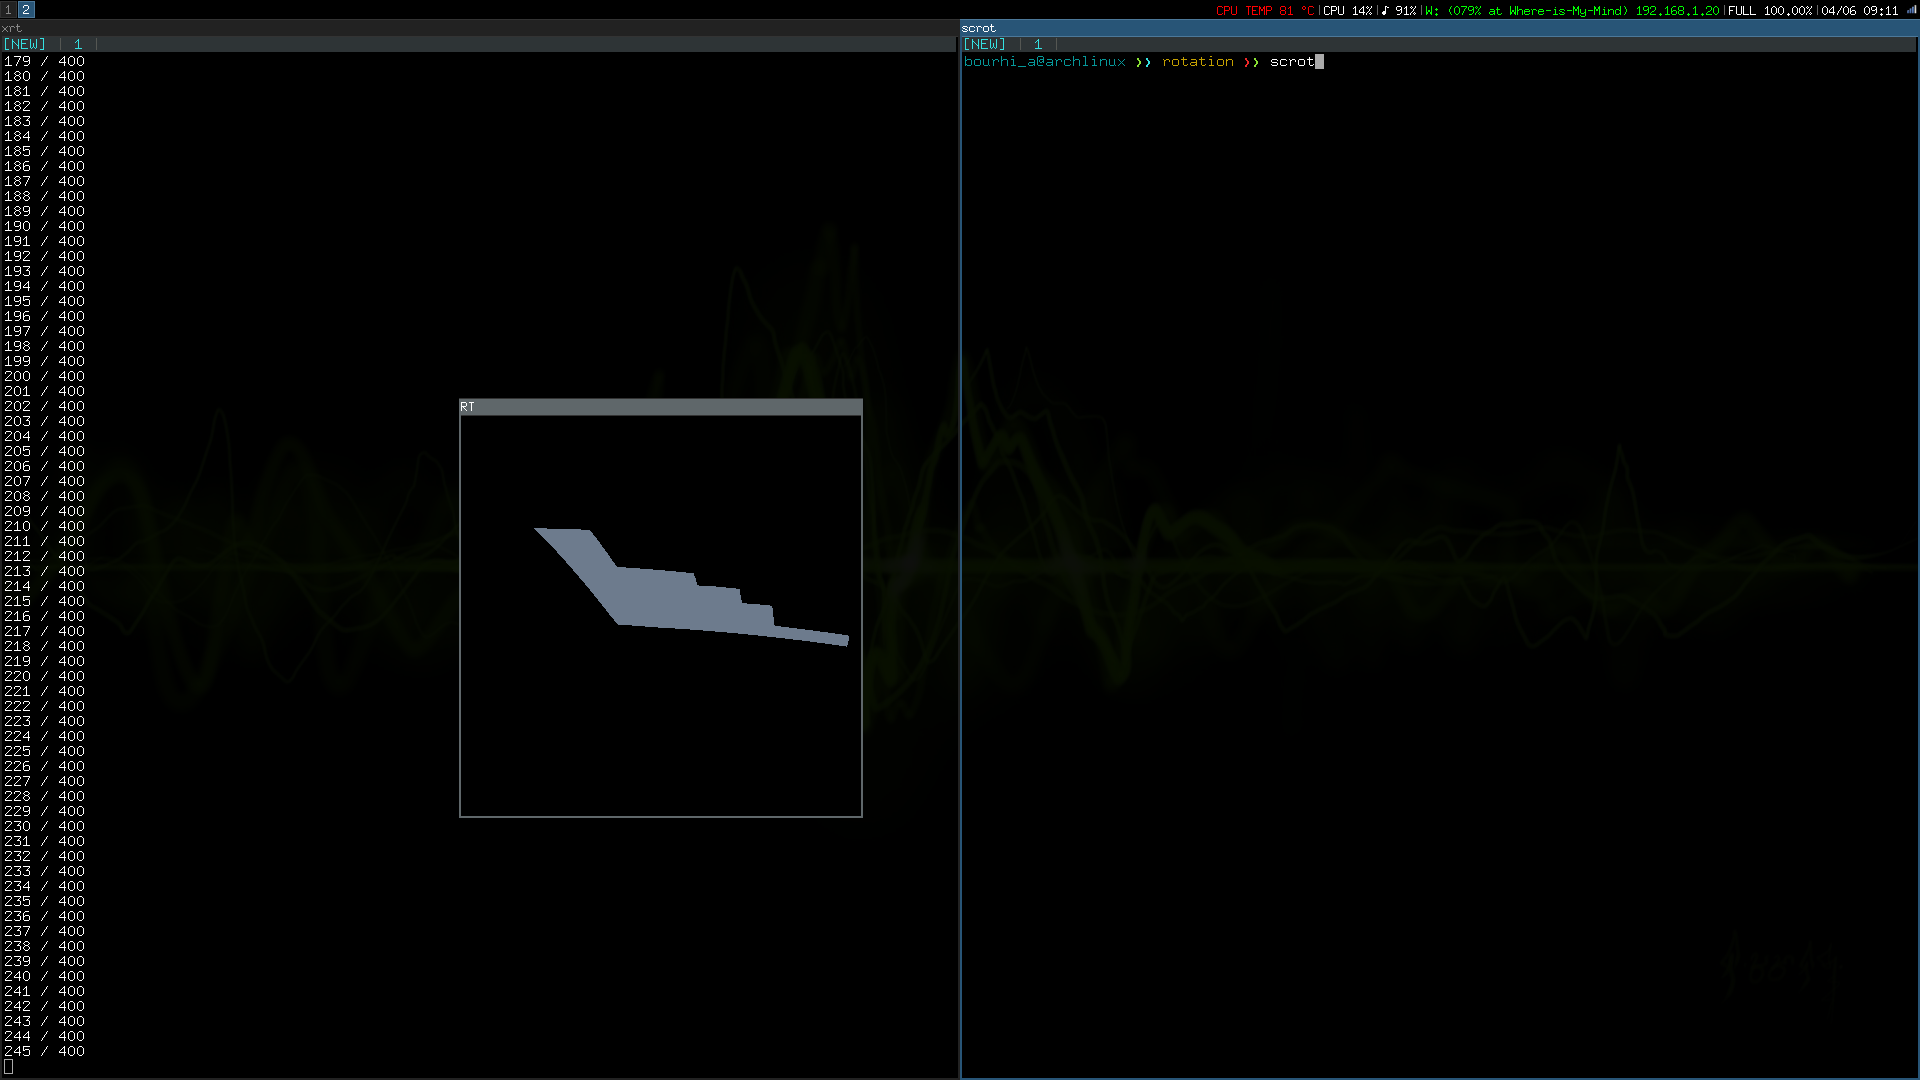 1 2 CPU TEMP 81 °C|CPU 14%|♪ 91%|W: (079% at Where-is-My-Mind) 192.168.1.20|FULL 100.00%|04/06 09:11
xrt
[NEW] | 1 |
179 / 400
180 / 400
181 / 400
182 / 400
183 / 400
184 / 400
185 / 400
186 / 400
187 / 400
188 / 400
189 / 400
190 / 400
191 / 400
192 / 400
193 / 400
194 / 400
195 / 400
196 / 400
197 / 400
198 / 400
199 / 400
200 / 400
201 / 400
202 / 400
203 / 400
204 / 400
205 / 400
206 / 400
207 / 400
208 / 400
209 / 400
210 / 400
211 / 400
212 / 400
213 / 400
214 / 400
215 / 400
216 / 400
217 / 400
218 / 400
219 / 400
220 / 400
221 / 400
222 / 400
223 / 400
224 / 400
225 / 400
226 / 400
227 / 400
228 / 400
229 / 400
230 / 400
231 / 400
232 / 400
233 / 400
234 / 400
235 / 400
236 / 400
237 / 400
238 / 400
239 / 400
240 / 400
241 / 400
242 / 400
243 / 400
244 / 400
245 / 400
RT
scrot
[NEW] | 1 |
bourhi_a@archlinux ❯❯ rotation ❯❯ scrot